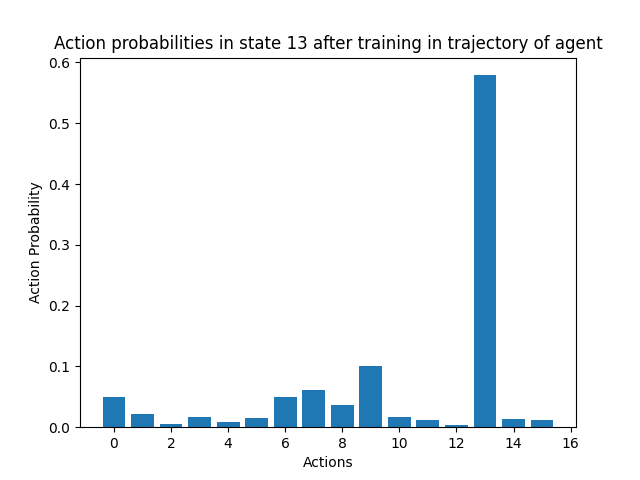 Action probabilities in state 13 after training in trajectory of agent
0.6
0.5
0.4
0.3
0.2
0.1
0.0
Action Probability
0 2 4 6 8 10 12 14 16
Actions